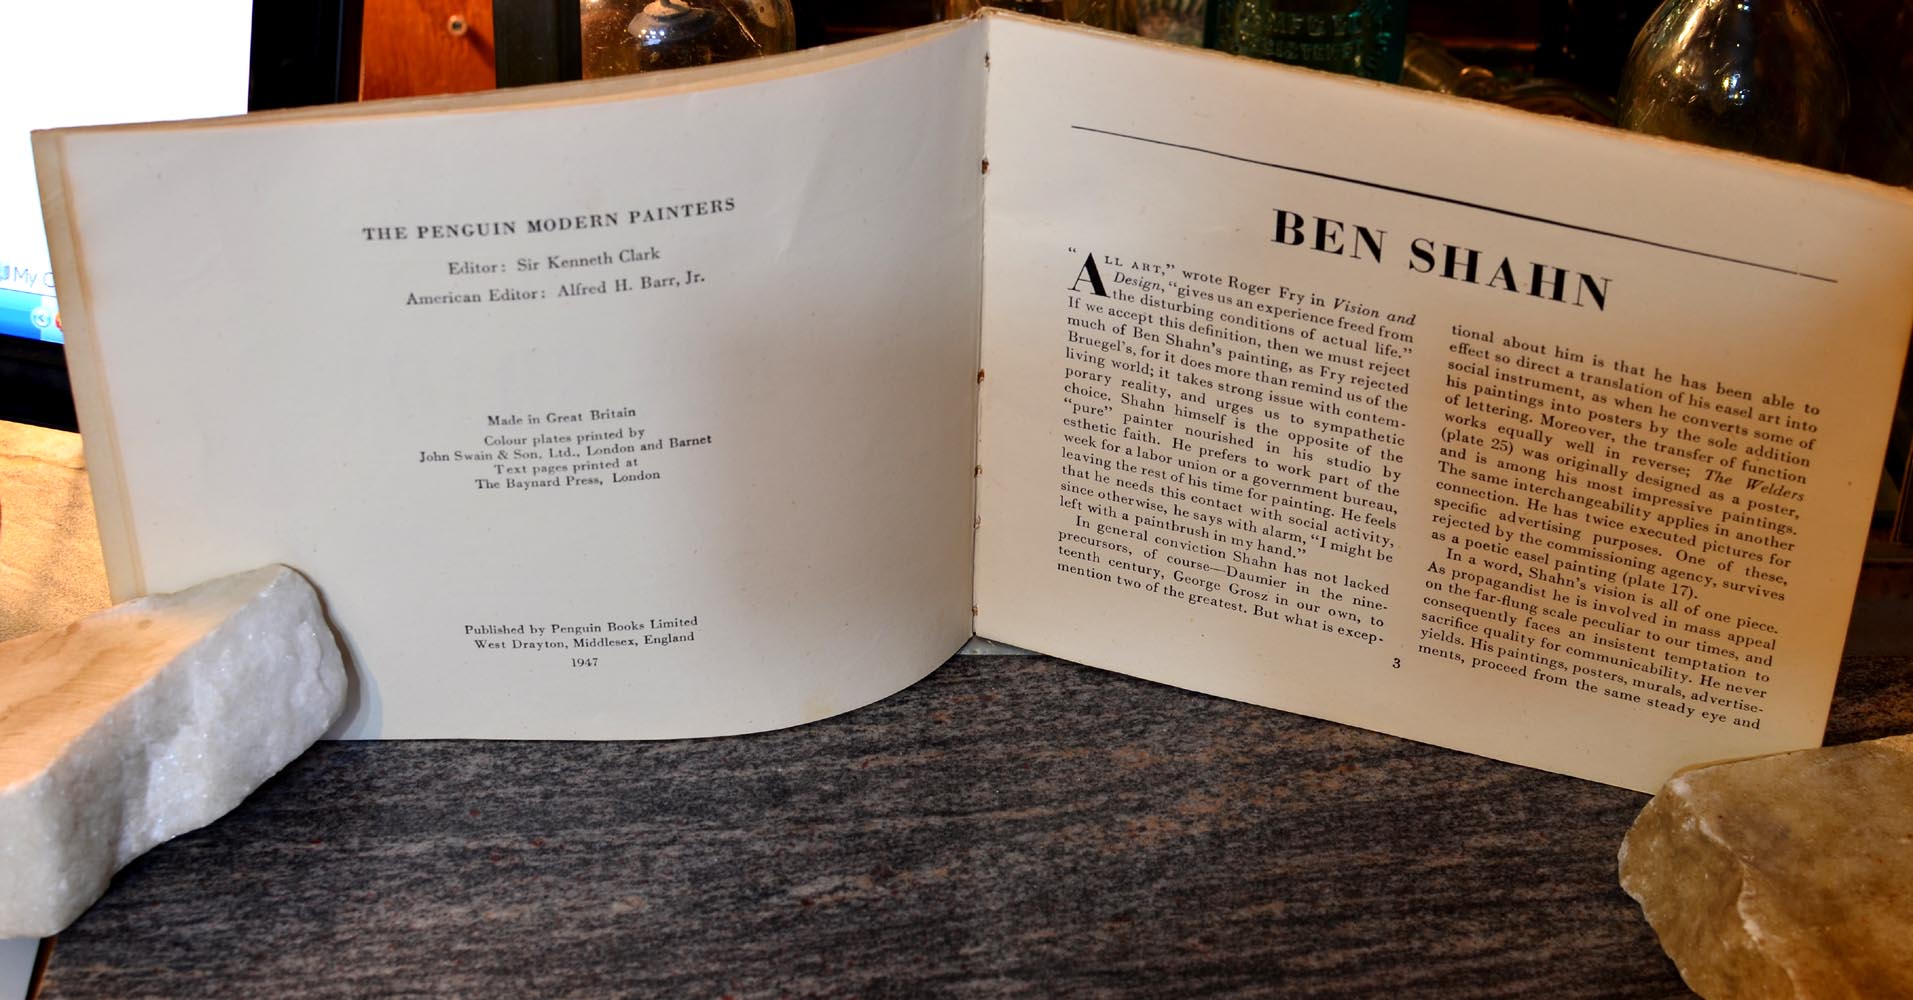 THE PENGUIN MODERN PAINTERS
Editor: Sir Kenneth Clark
American Editor: Alfred H. Barr, Jr.
Made in Great Britain
Colour plates printed by
John Swain & Son, Ltd., London and Barnet
Text pages printed at
The Baynard Press, London
Published by Penguin Books Limited
West Drayton, Middlesex, England
1947
BEN SHAHN
“ALL ART,” wrote Roger Fry in Vision and
Design, “gives us an experience freed from
the disturbing conditions of actual life.”
If we accept this definition, then we must reject
much of Ben Shahn’s painting, as Fry rejected
Bruegel’s, for it does more than remind us of the
living world; it takes strong issue with contem-
porary reality, and urges us to sympathetic
choice. Shahn himself is the opposite of the
“pure” painter nourished in his studio by
esthetic faith. He prefers to work part of the
week for a labor union or a government bureau,
leaving the rest of his time for painting. He feels
that he needs this contact with social activity,
since otherwise, he says with alarm, “I might be
left with a paintbrush in my hand.”
In general conviction Shahn has not lacked
precursors, of course—Daumier in the nine-
teenth century, George Grosz in our own, to
mention two of the greatest. But what is excep-
tional about him is that he has been able to
effect so direct a translation of his easel art into
social instrument, as when he converts some of
his paintings into posters by the sole addition
of lettering. Moreover, the transfer of function
works equally well in reverse; The Welders
(plate 25) was originally designed as a poster,
and is among his most impressive paintings.
The same interchangeability applies in another
connection. He has twice executed pictures for
specific advertising purposes. One of these,
rejected by the commissioning agency, survives
as a poetic easel painting (plate 17).
In a word, Shahn’s vision is all of one piece.
As propagandist he is involved in mass appeal
on the far-flung scale peculiar to our times, and
consequently faces an insistent temptation to
sacrifice quality for communicability. He never
yields. His paintings, posters, murals, advertise-
ments, proceed from the same steady eye and
3
My